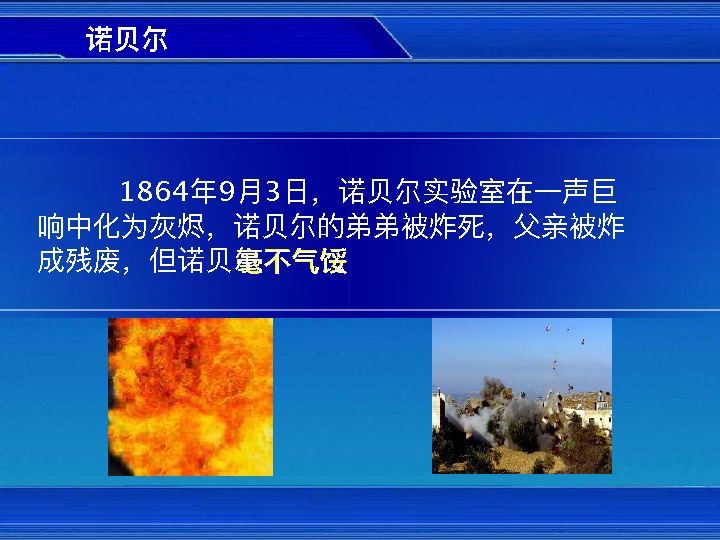 诺贝尔
1864年9月3日，诺贝尔实验室在一声巨
响中化为灰烬，诺贝尔的弟弟被炸死，父亲被炸
成残废，但诺贝尔毫不气馁